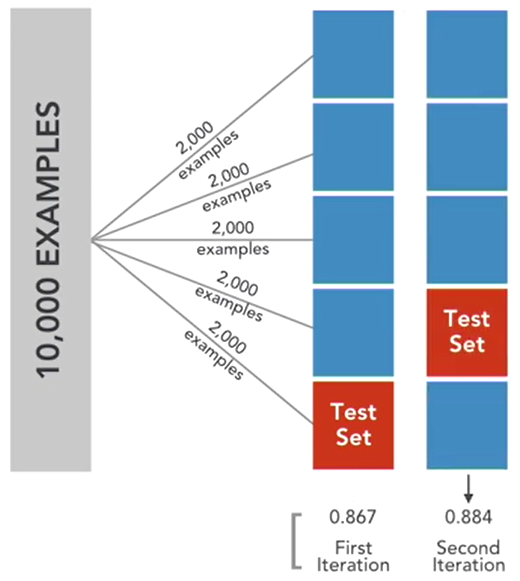 10,000 EXAMPLES
2,000
examples
2,000
examples
2,000
examples
2,000
examples
2,000
examples
Test
Set
Test
Set
0.867
First
Iteration
0.884
Second
Iteration